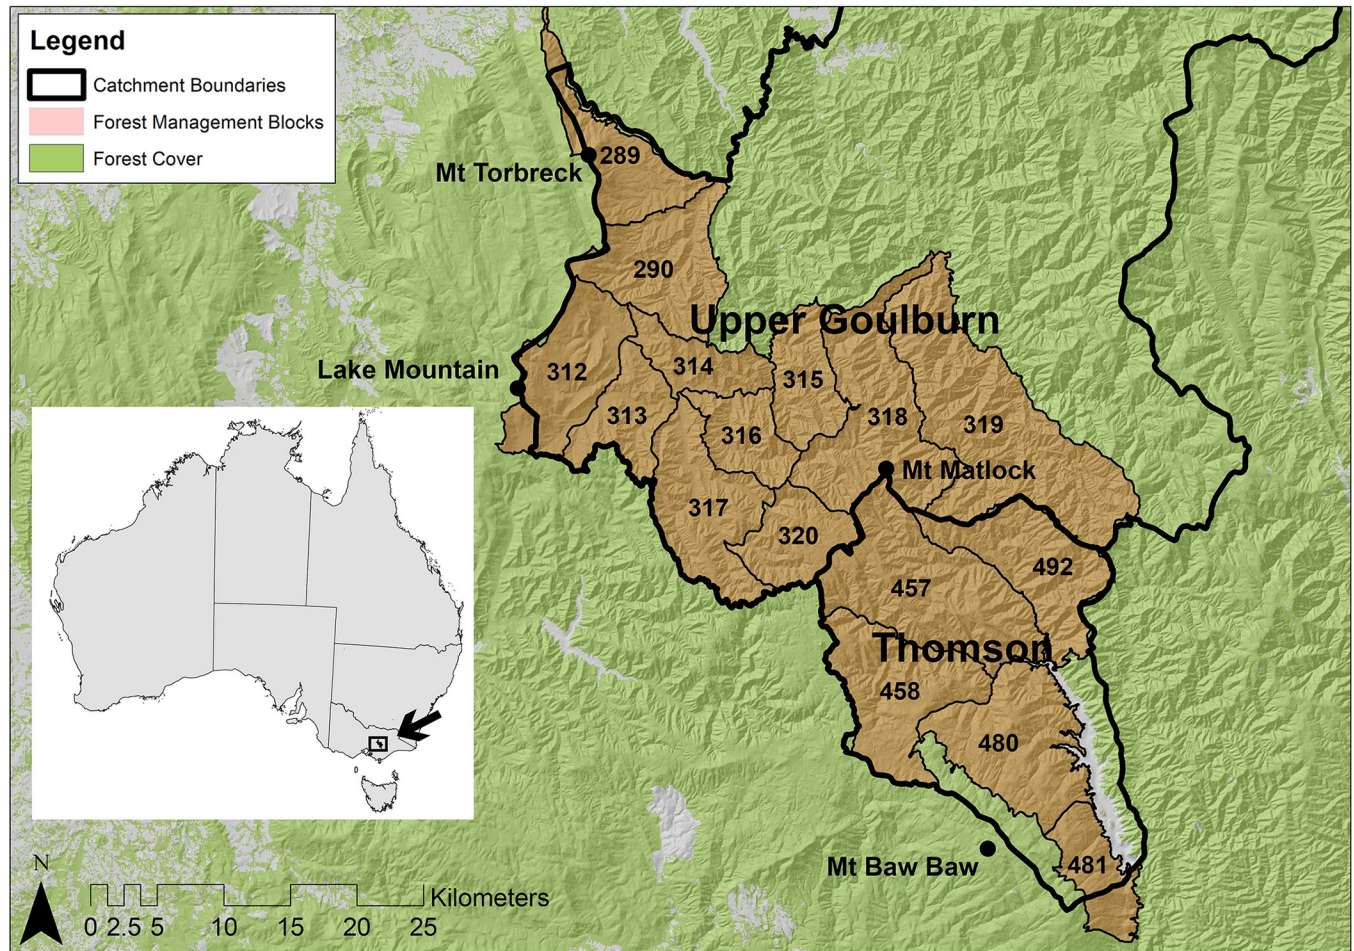 Legend
Catchment Boundaries
Forest Management Blocks
Forest Cover
Mt Torbreck
289
290
Upper Goulburn
Lake Mountain
312
314
315
313
316
318
319
Mt Matlock
317
320
492
457
Thomson
458
480
Mt Baw Baw
481
N
Kilometers
0 2.5 5 10 15 20 25